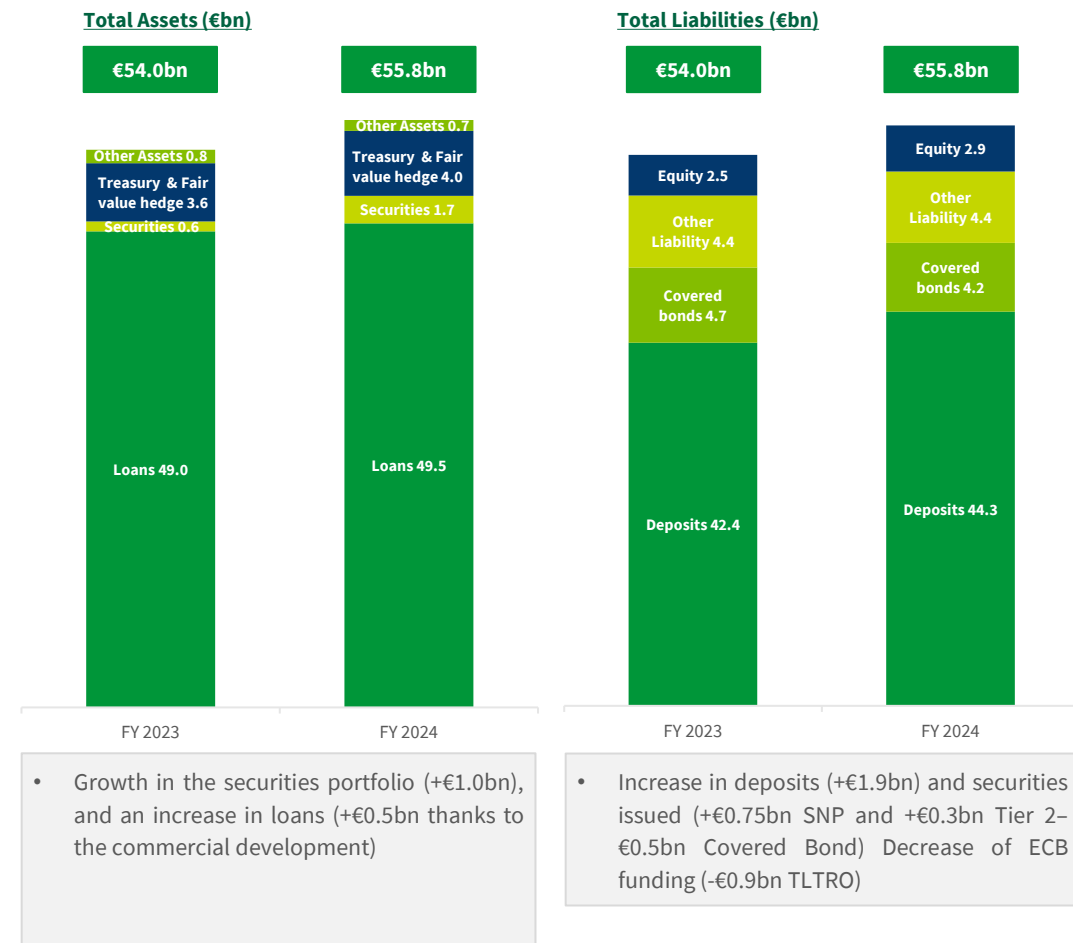 Total Assets (€bn)
€54.0bn
€55.8bn
Other Assets 0.8
Treasury & Fair
value hedge 3.6
Securities 0.6
Loans 49.0
Other Assets 0.7
Treasury & Fair
value hedge 4.0
Securities 1.7
Loans 49.5
FY 2023
FY 2024
• Growth in the securities portfolio (+€1.0bn),
and an increase in loans (+€0.5bn thanks to
the commercial development)
Total Liabilities (€bn)
€54.0bn
€55.8bn
Equity 2.5
Other
Liability 4.4
Covered
bonds 4.7
Deposits 42.4
Equity 2.9
Other
Liability 4.4
Covered
bonds 4.2
Deposits 44.3
FY 2023
FY 2024
• Increase in deposits (+€1.9bn) and securities
issued (+€0.75bn SNP and +€0.3bn Tier 2–
€0.5bn Covered Bond) Decrease of ECB
funding (-€0.9bn TLTRO)